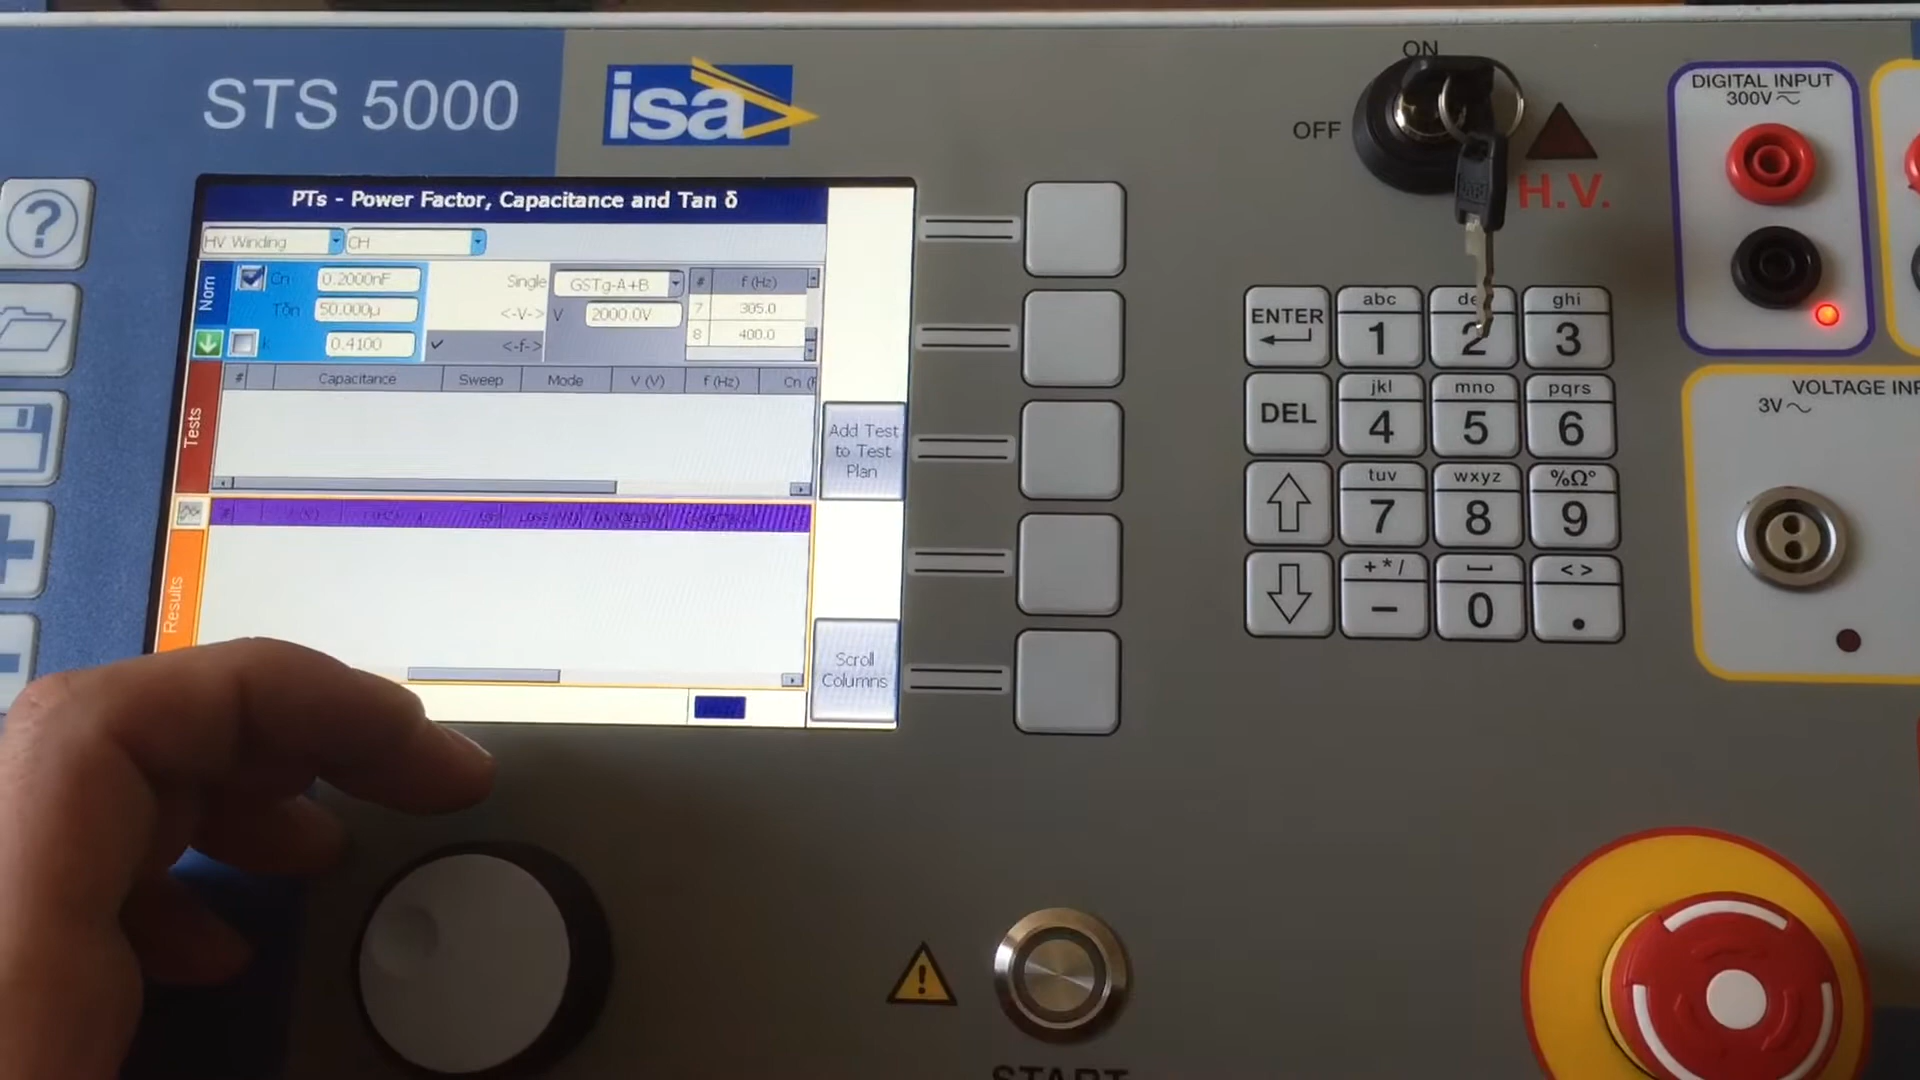 STS 5000
isa
ON
OFF
H.V.
DIGITAL INPUT
300V
PTs - Power Factor, Capacitance and Tan δ
HV Winding
CH
Nom
Cn
0.2000nF
Single
GSTg-A+B
#
f (Hz)
Tδn
50.000μ
<-V->
V
2000.0V
7
305.0
k
0.4100
✓
<-f->
8
400.0
Tests
#
Capacitance
Sweep
Mode
V (V)
f (Hz)
Cn (F
Add Test
to Test
Plan
Results
#
Scroll
Columns
ENTER
abc
1
de
2
ghi
3
DEL
jkl
4
mno
5
pqrs
6
tuv
7
wxyz
8
%Ω°
9
+*/
-
0
< >
.
VOLTAGE INP
3V
START